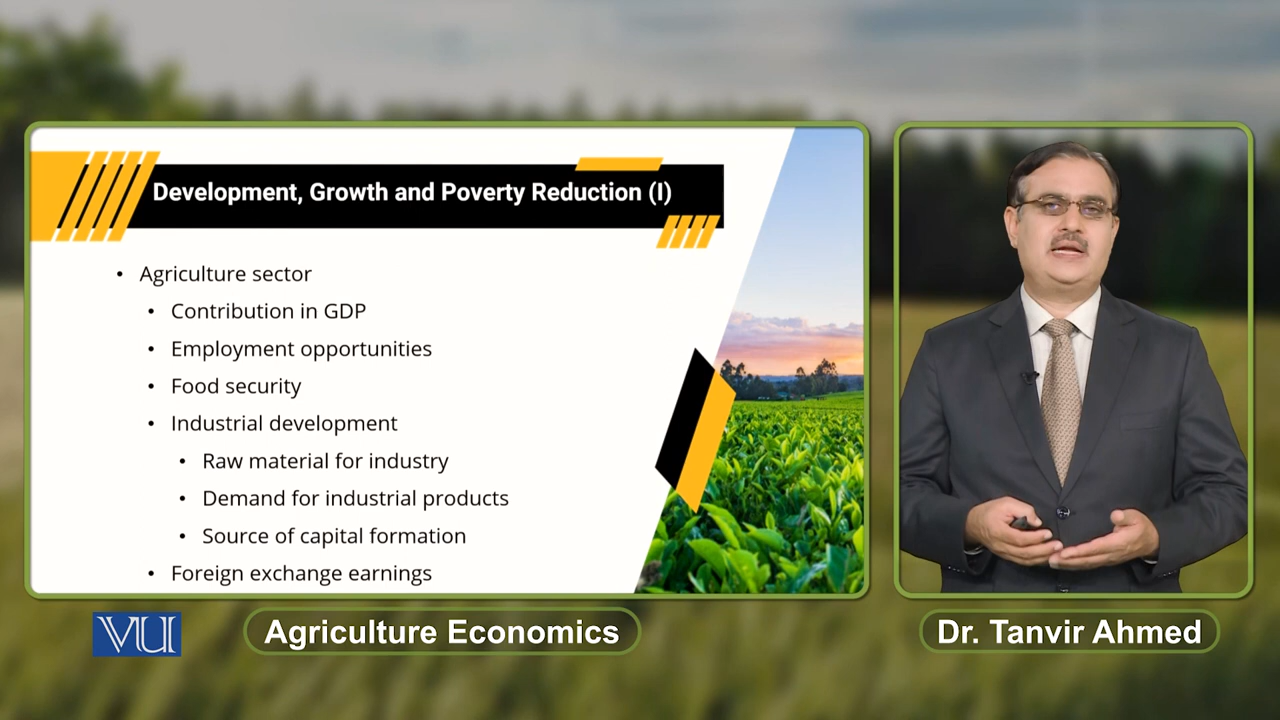 Development, Growth and Poverty Reduction (I)
• Agriculture sector
• Contribution in GDP
• Employment opportunities
• Food security
• Industrial development
• Raw material for industry
• Demand for industrial products
• Source of capital formation
• Foreign exchange earnings
VU
Agriculture Economics
Dr. Tanvir Ahmed